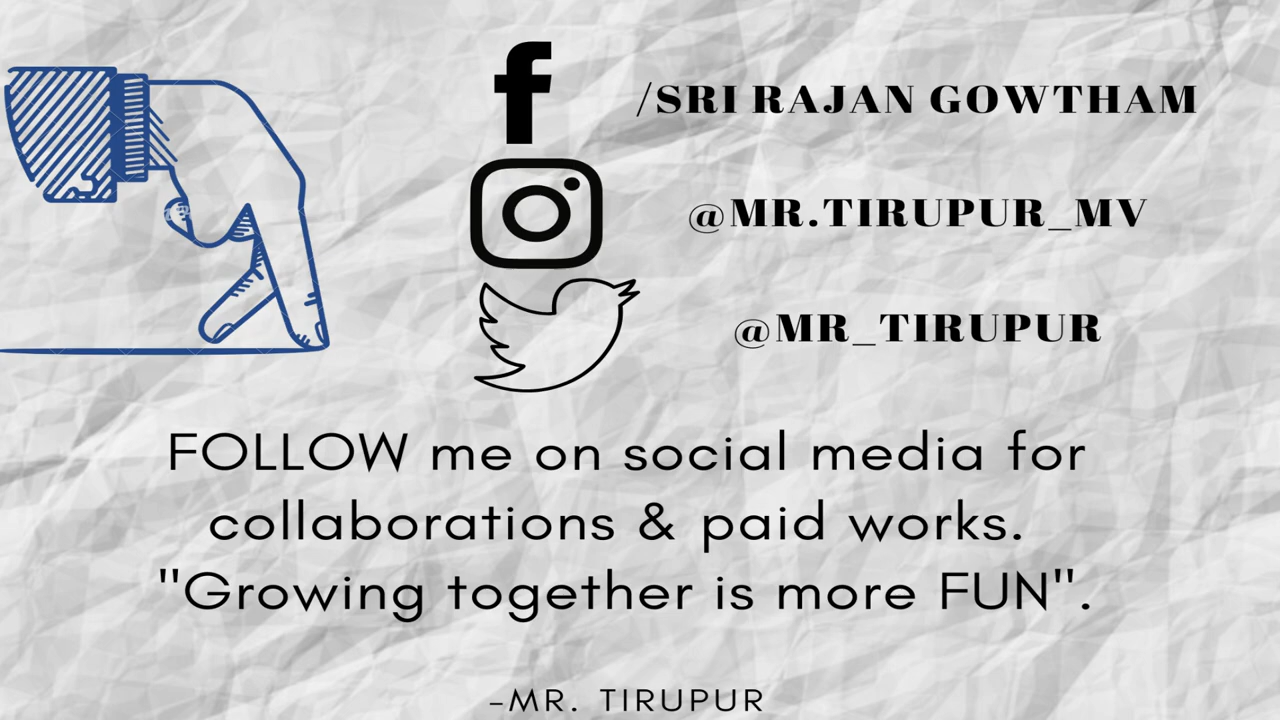 /SRI RAJAN GOWTHAM
@MR.TIRUPUR_MV
@MR_TIRUPUR
FOLLOW me on social media for
collaborations & paid works.
"Growing together is more FUN".
-MR. TIRUPUR